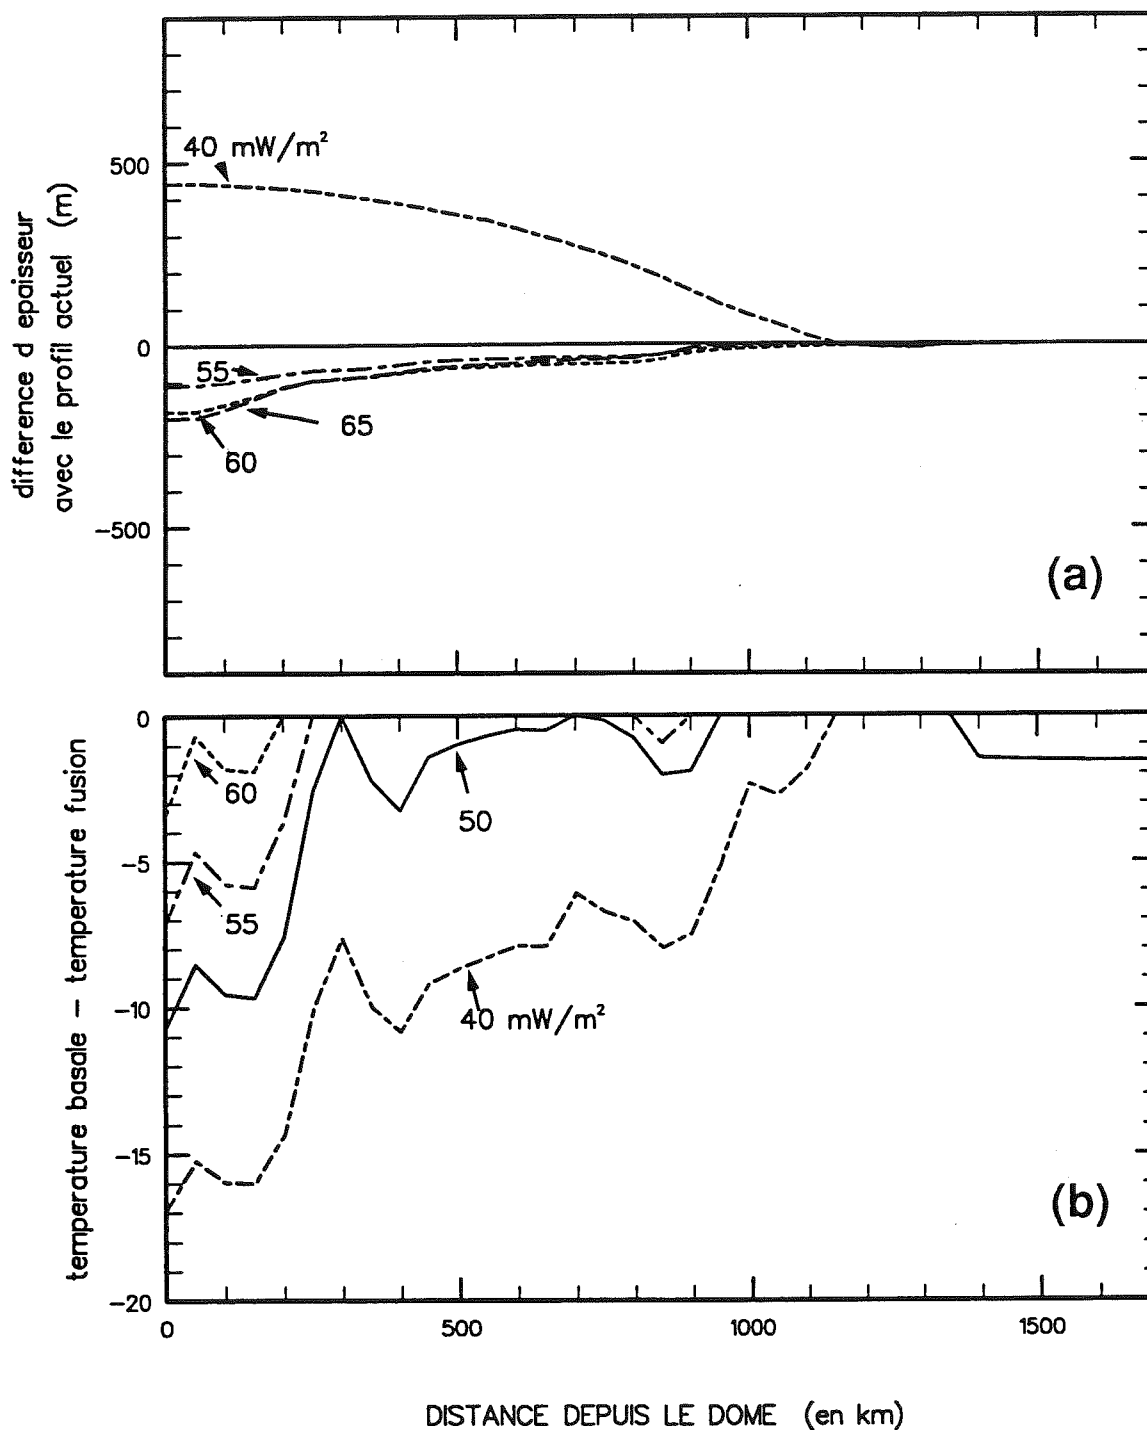 40 mW/m²
500
0
-500
difference d epaisseur
avec le profil actuel (m)
55
65
60
(a)
0
-5
-10
-15
-20
temperature basale - temperature fusion
60
50
55
40 mW/m²
(b)
0
500
1000
1500
DISTANCE DEPUIS LE DOME (en km)